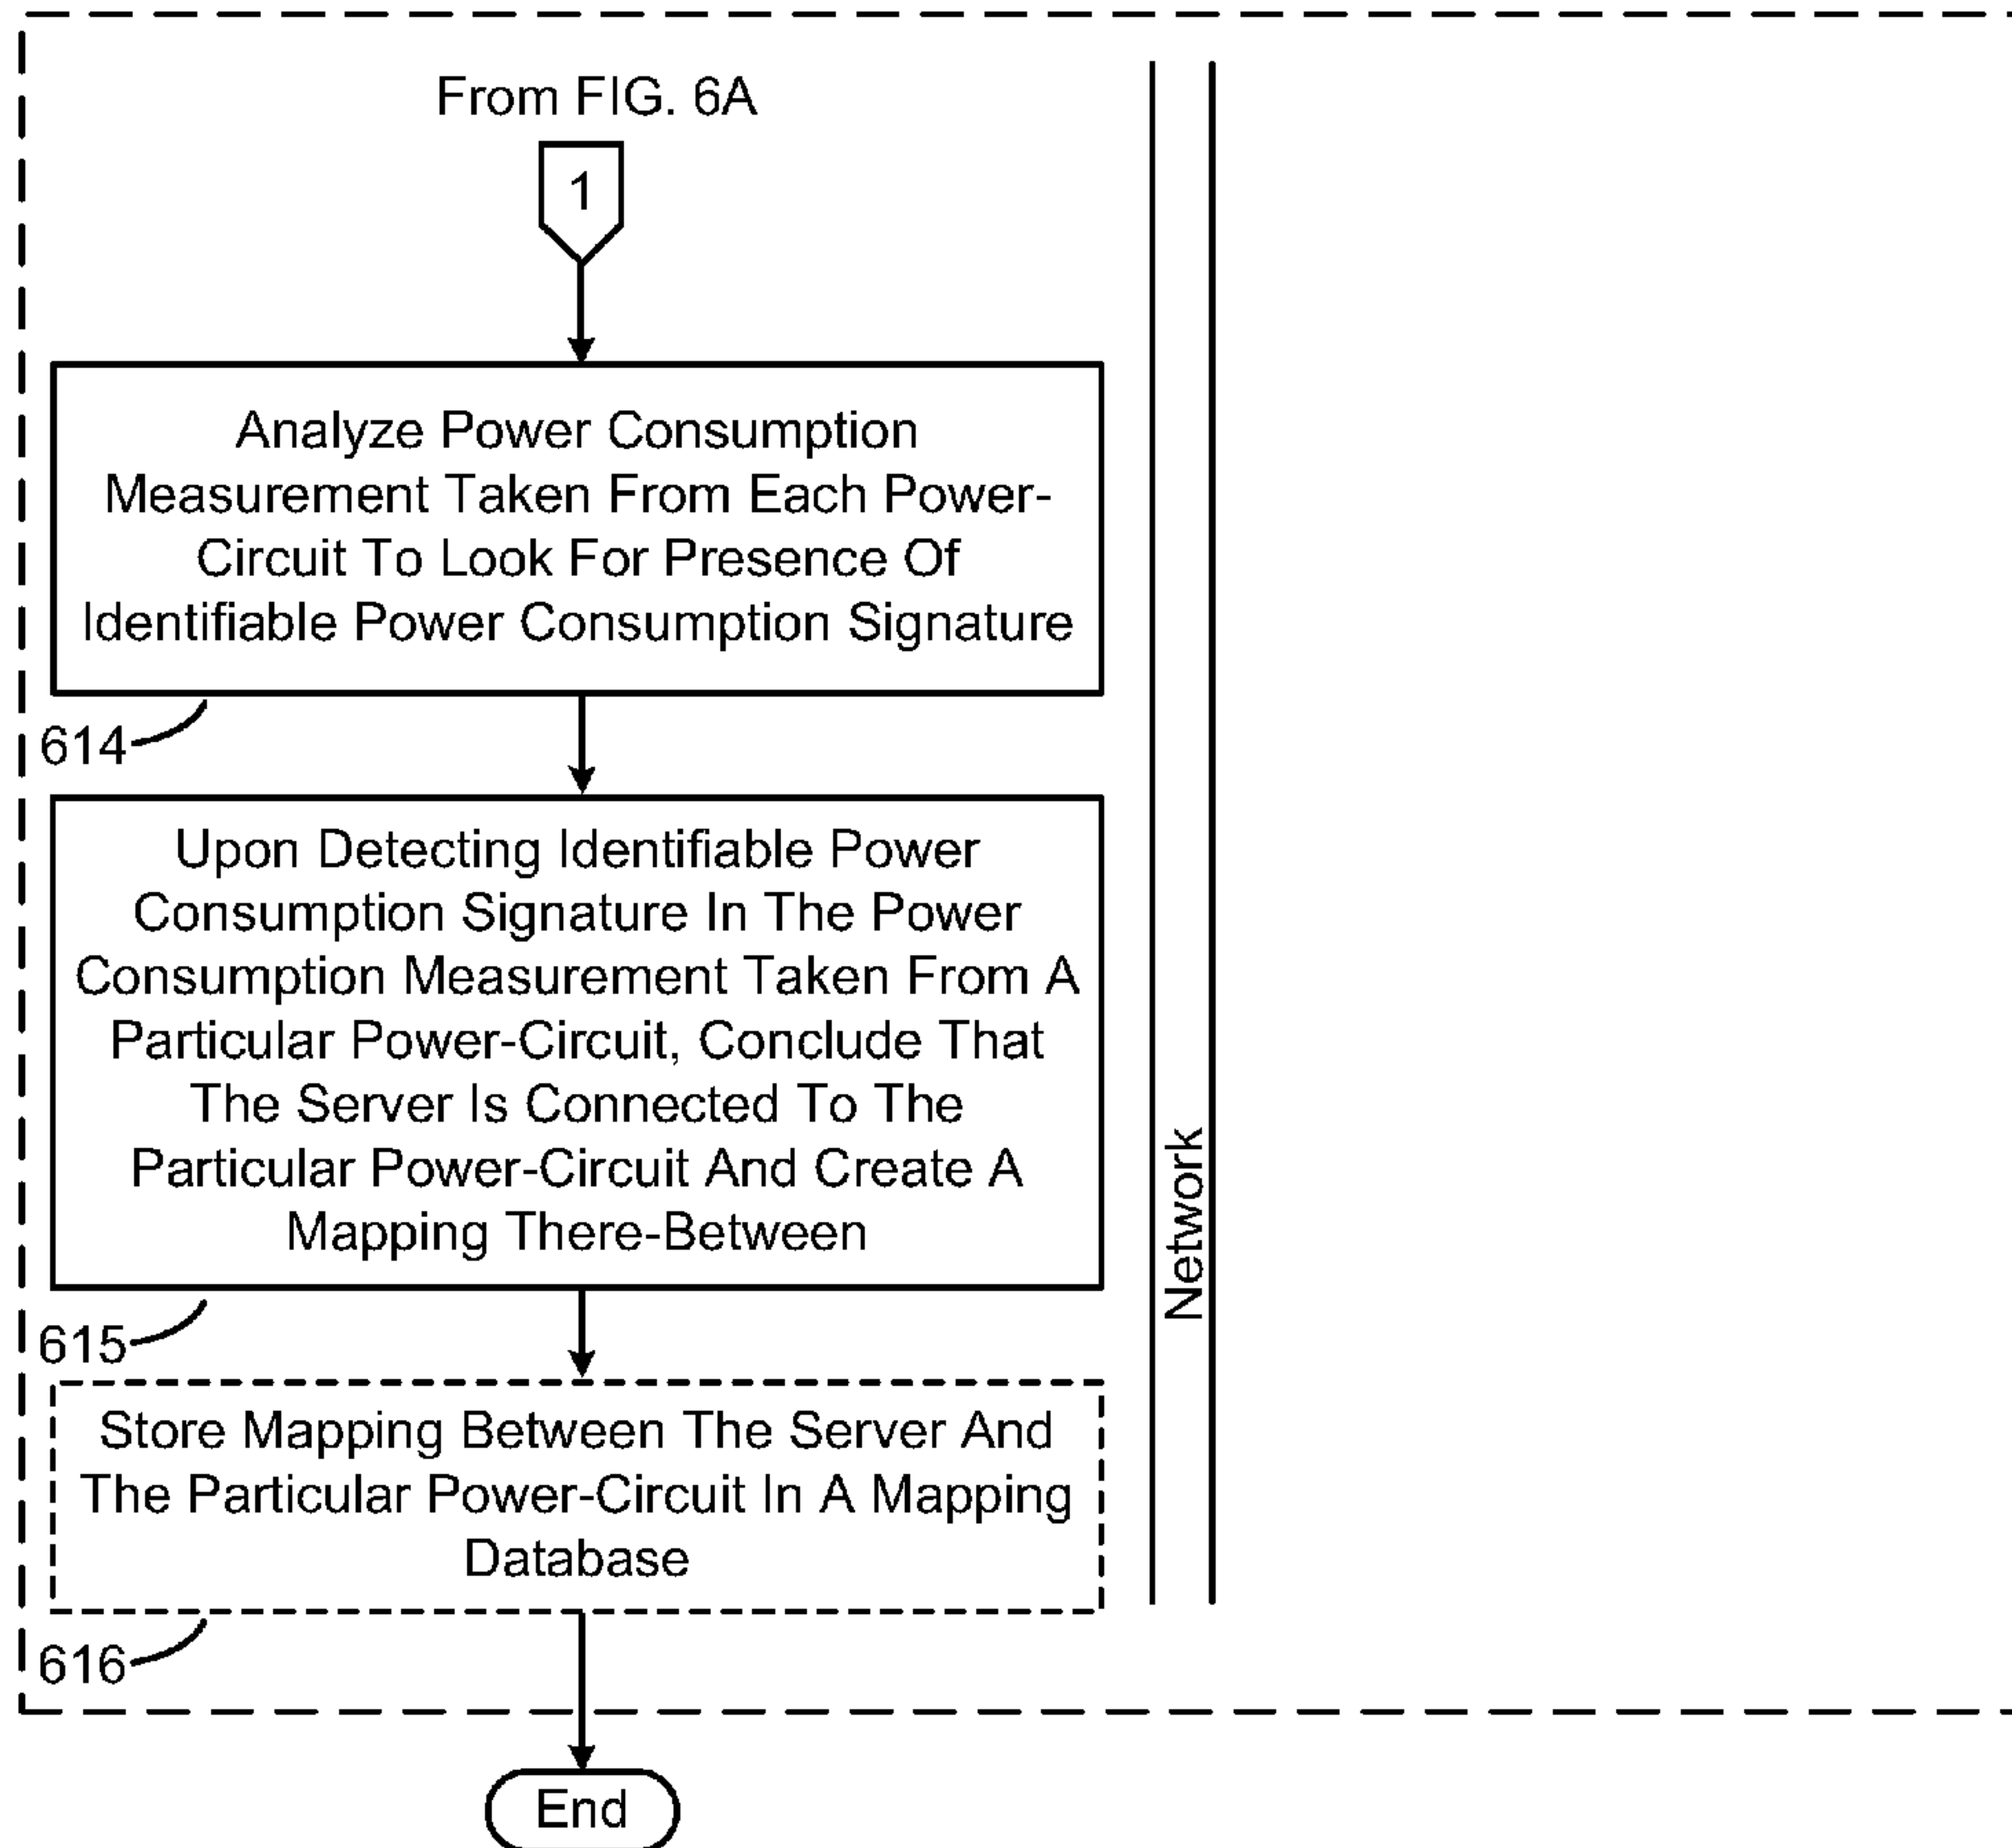 From FIG. 6A
1
Analyze Power Consumption
Measurement Taken From Each Power-
Circuit To Look For Presence Of
Identifiable Power Consumption Signature
614
Upon Detecting Identifiable Power
Consumption Signature In The Power
Consumption Measurement Taken From A
Particular Power-Circuit, Conclude That
The Server Is Connected To The
Particular Power-Circuit And Create A
Mapping There-Between
615
Store Mapping Between The Server And
The Particular Power-Circuit In A Mapping
Database
616
End
Network